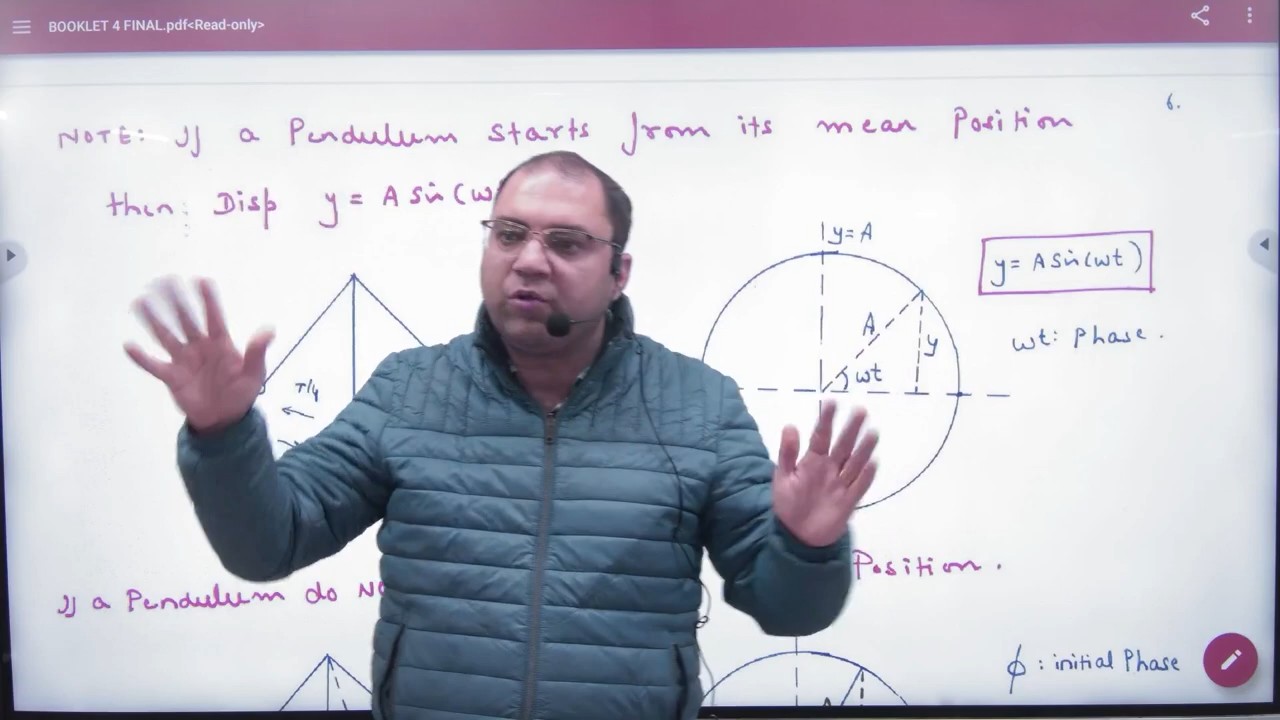 BOOKLET 4 FINAL.pdf<Read-only>
6.
NOTE: If a Pendulum starts from its mean Position
then: Disp y = A sin(w
y=A
y= A sin(wt)
A
y
wt
wt: Phase.
T/4
If a Pendulum do NO
Position.
ϕ : initial Phase
A